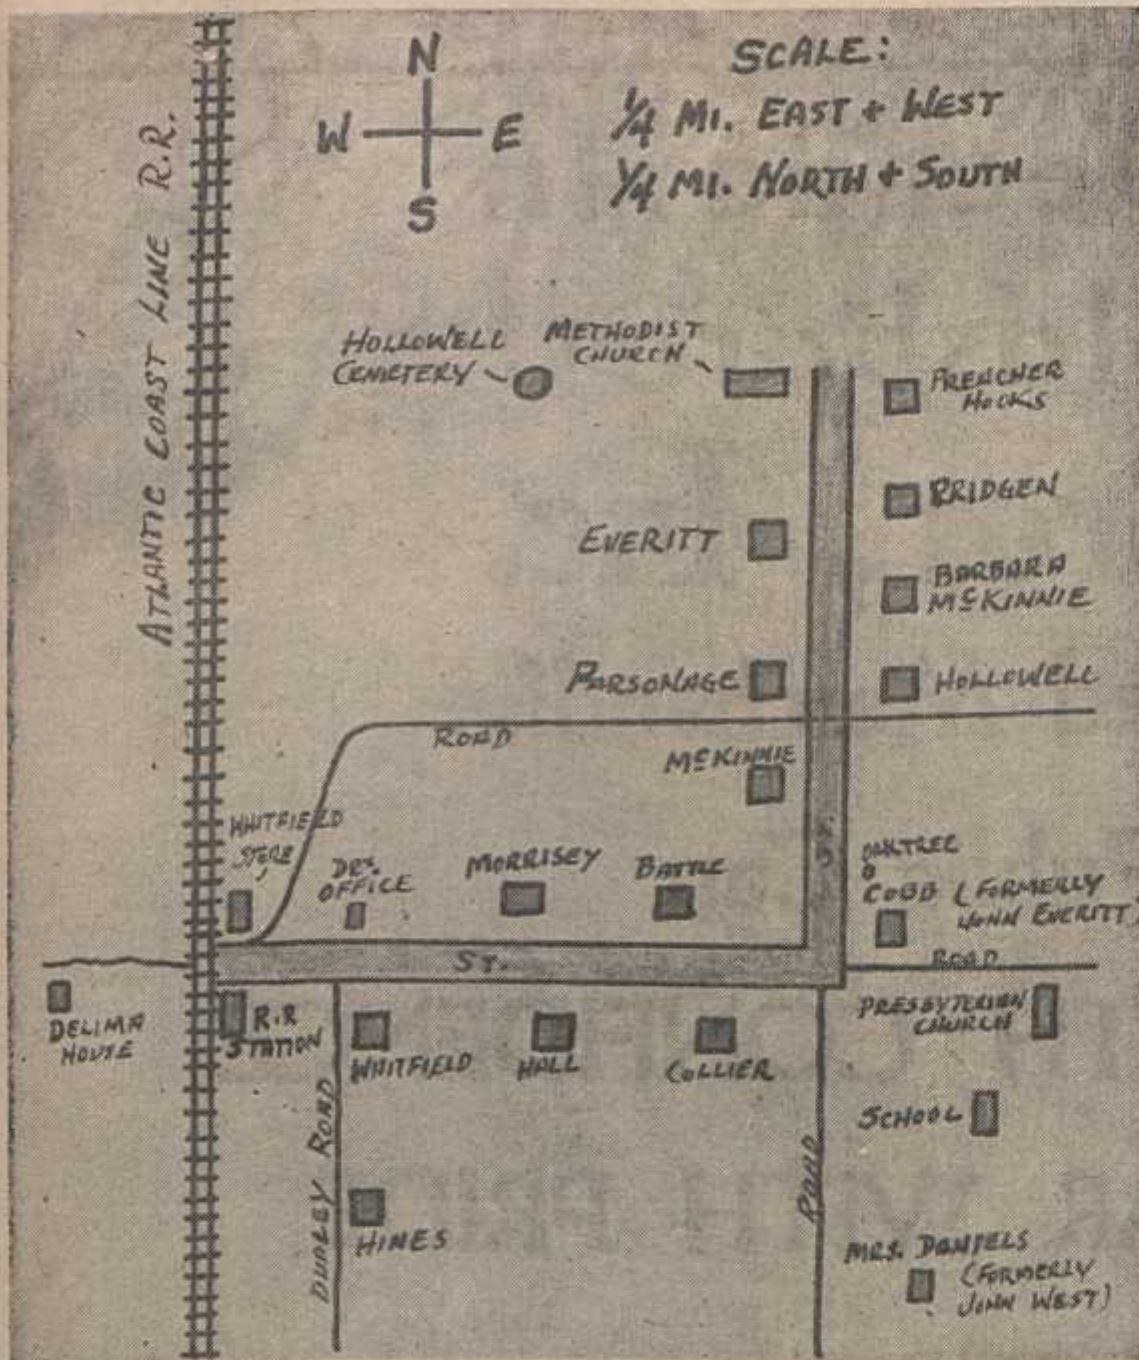 SCALE:
1/4 MI. EAST + WEST
1/4 MI. NORTH + SOUTH
N
W E
S
ATLANTIC COAST LINE R.R.
HOLLOWELL
CEMETERY
METHODIST
CHURCH
PREACHER
HOOKS
BRIDGEN
EVERITT
BARBARA
McKINNIE
PARSONAGE
HOLLOWELL
ROAD
McKINNIE
WHITFIELD
STORE
DR'S.
OFFICE
MORRISEY
BATTLE
ST.
OAKTREE
COBB (FORMERLY
JOHN EVERITT)
ROAD
ST.
DELIMA
HOUSE
R.R
STATION
WHITFIELD
HALL
COLLIER
PRESBYTERIAN
CHURCH
SCHOOL
DUDLEY ROAD
HINES
ROAD
MRS. DANIELS
(FORMERLY
JOHN WEST)